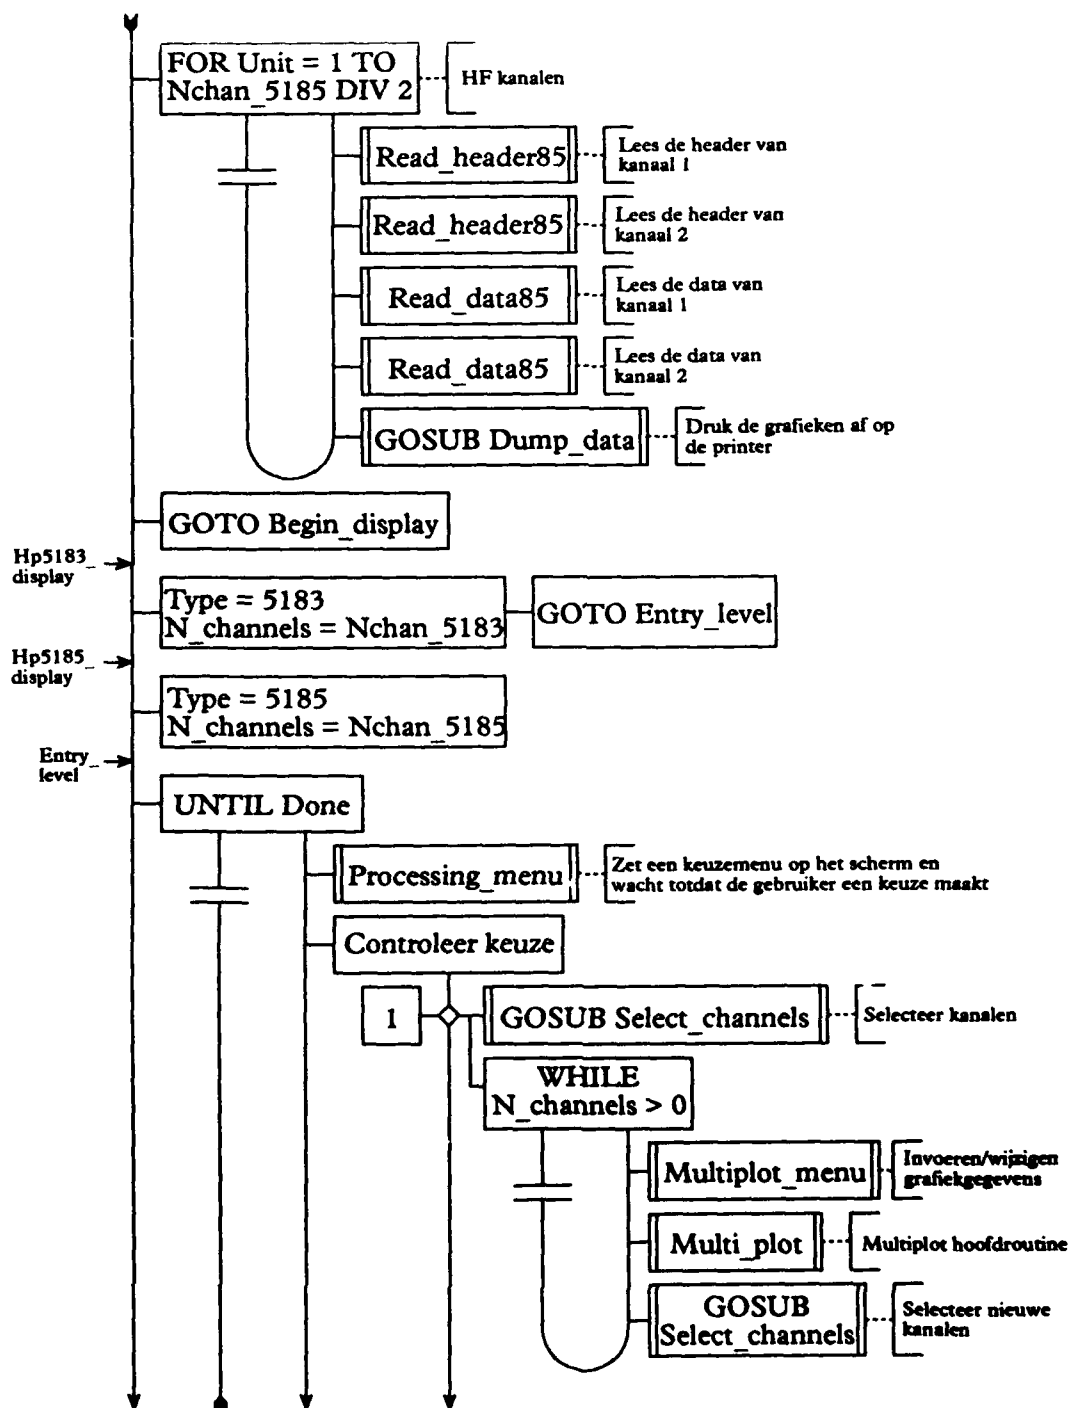 FOR Unit = 1 TO
Nchan_5185 DIV 2
HF kanalen
Read_header85
Lees de header van
kanaal 1
Read_header85
Lees de header van
kanaal 2
Read_data85
Lees de data van
kanaal 1
Read_data85
Lees de data van
kanaal 2
GOSUB Dump_data
Druk de grafieken af op
de printer
GOTO Begin_display
Hp5183_
display
Type = 5183
N_channels = Nchan_5183
GOTO Entry_level
Hp5185_
display
Type = 5185
N_channels = Nchan_5185
Entry_
level
UNTIL Done
Processing_menu
Zet een keuzemenu op het scherm en
wacht totdat de gebruiker een keuze maakt
Controleer keuze
1
GOSUB Select_channels
Selecteer kanalen
WHILE
N_channels > 0
Multiplot_menu
Invoeren/wijzigen
grafiekgegevens
Multi_plot
Multiplot hoofdroutine
GOSUB
Select_channels
Selecteer nieuwe
kanalen